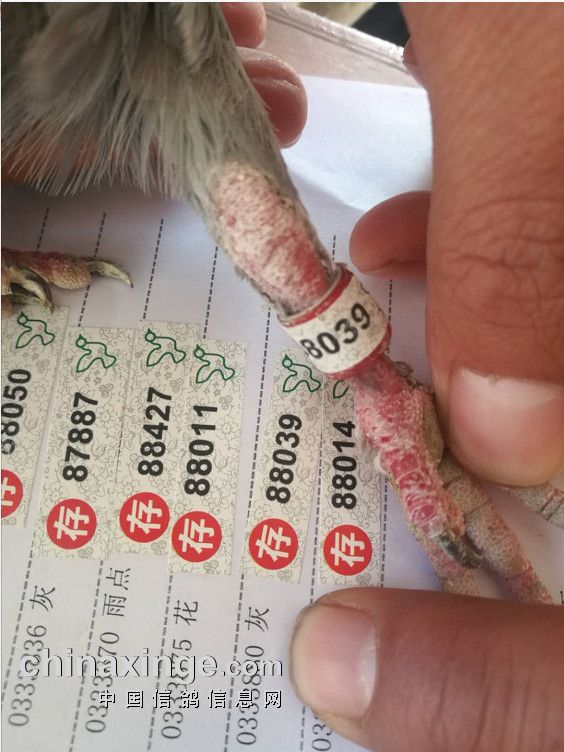 8039
88050
存
87887
存
88427
存
88011
存
88039
存
88014
存
灰
雨点
花
灰
chinaxinge.com
中国信鸽信息网